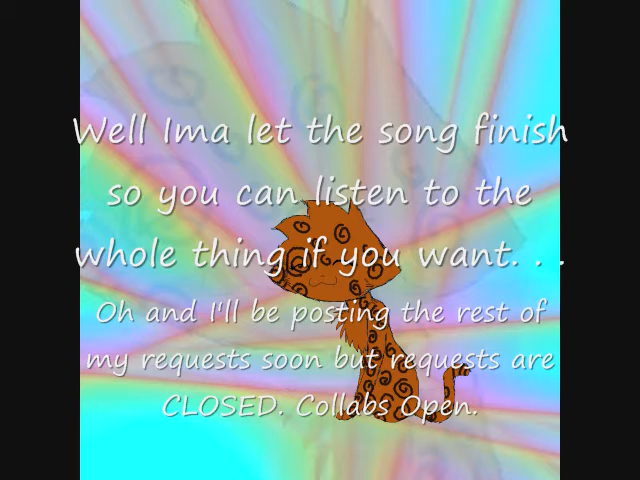 Well Ima let the song finish
so you can listen to the
whole thing if you want. . .
Oh and I'll be posting the rest of
my requests soon but requests are
CLOSED. Collabs Open.